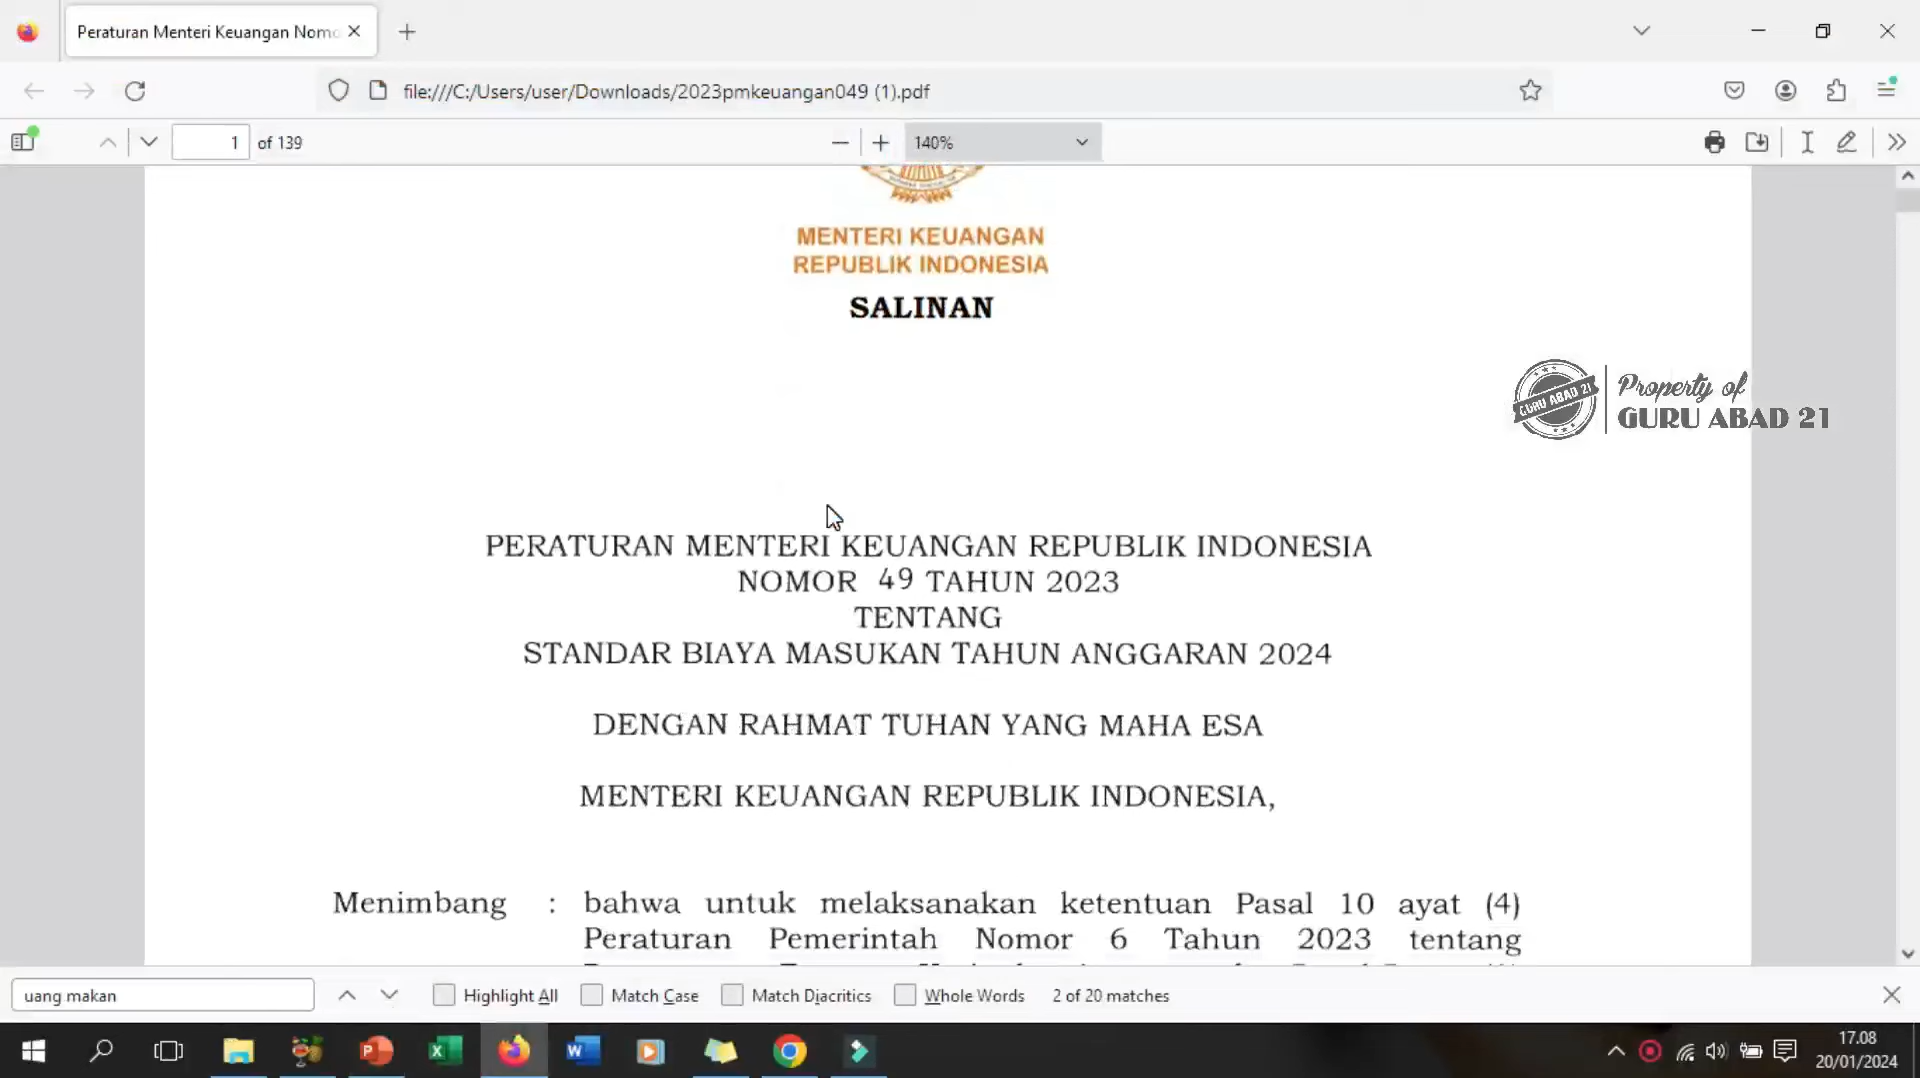 Peraturan Menteri Keuangan Nomo
file:///C:/Users/user/Downloads/2023pmkeuangan049 (1).pdf
1 of 139
140%
MENTERI KEUANGAN
REPUBLIK INDONESIA
SALINAN
GURU ABAD 21
Property of
GURU ABAD 21
PERATURAN MENTERI KEUANGAN REPUBLIK INDONESIA
NOMOR 49 TAHUN 2023
TENTANG
STANDAR BIAYA MASUKAN TAHUN ANGGARAN 2024
DENGAN RAHMAT TUHAN YANG MAHA ESA
MENTERI KEUANGAN REPUBLIK INDONESIA,
Menimbang : bahwa untuk melaksanakan ketentuan Pasal 10 ayat (4)
Peraturan Pemerintah Nomor 6 Tahun 2023 tentang
uang makan
Highlight All
Match Case
Match Diacritics
Whole Words
2 of 20 matches
17.08
20/01/2024